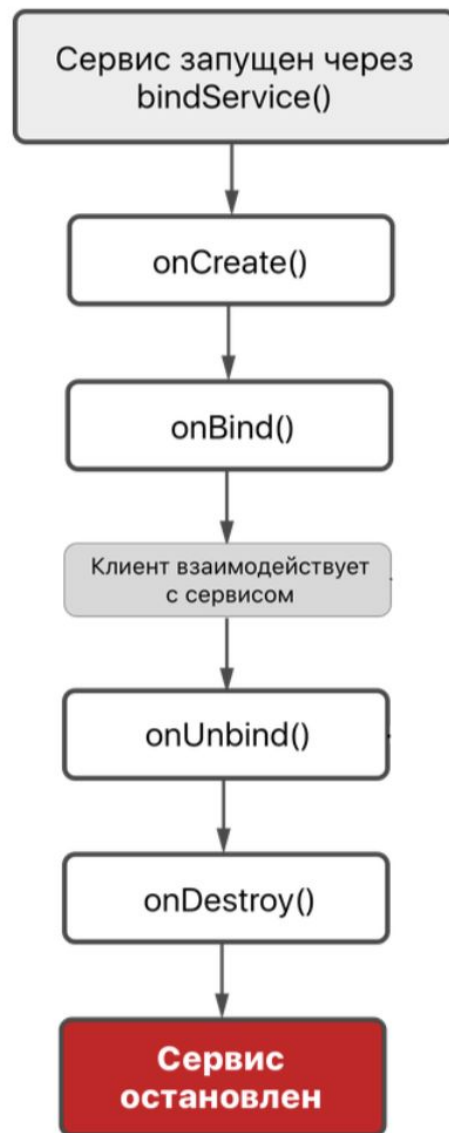 Сервис запущен через
bindService()
onCreate()
onBind()
Клиент взаимодействует
с сервисом
onUnbind()
onDestroy()
Сервис
остановлен